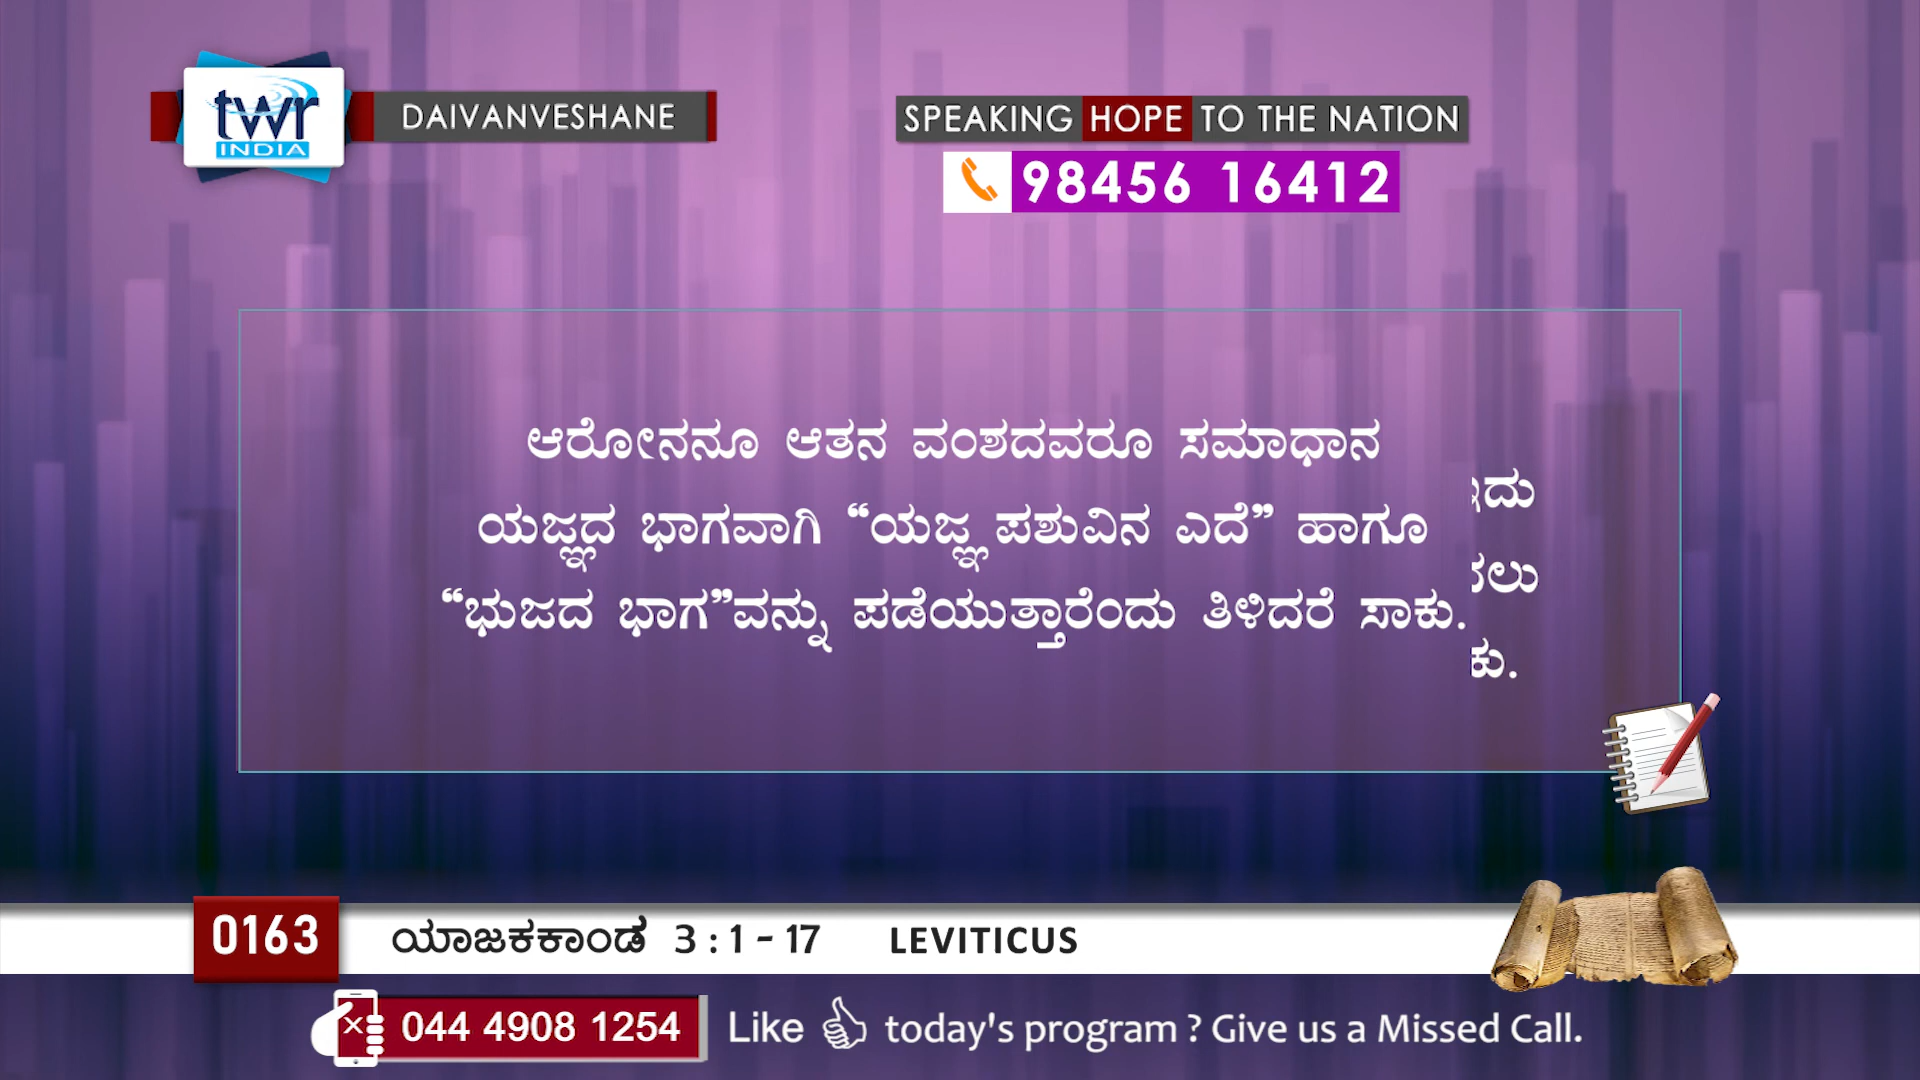 twr
INDIA
DAIVANVESHANE
SPEAKING HOPE TO THE NATION
98456 16412
ಆರೋನನೂ ಆತನ ವಂಶದವರೂ ಸಮಾಧಾನ
ಯಜ್ಞದ ಭಾಗವಾಗಿ “ಯಜ್ಞ ಪಶುವಿನ ಎದೆ” ಹಾಗೂ
“ಭುಜದ ಭಾಗ”ವನ್ನು ಪಡೆಯುತ್ತಾರೆಂದು ತಿಳಿದರೆ ಸಾಕು.
0163 ಯಾಜಕಕಾಂಡ 3 : 1 - 17 LEVITICUS
044 4908 1254 Like today's program ? Give us a Missed Call.